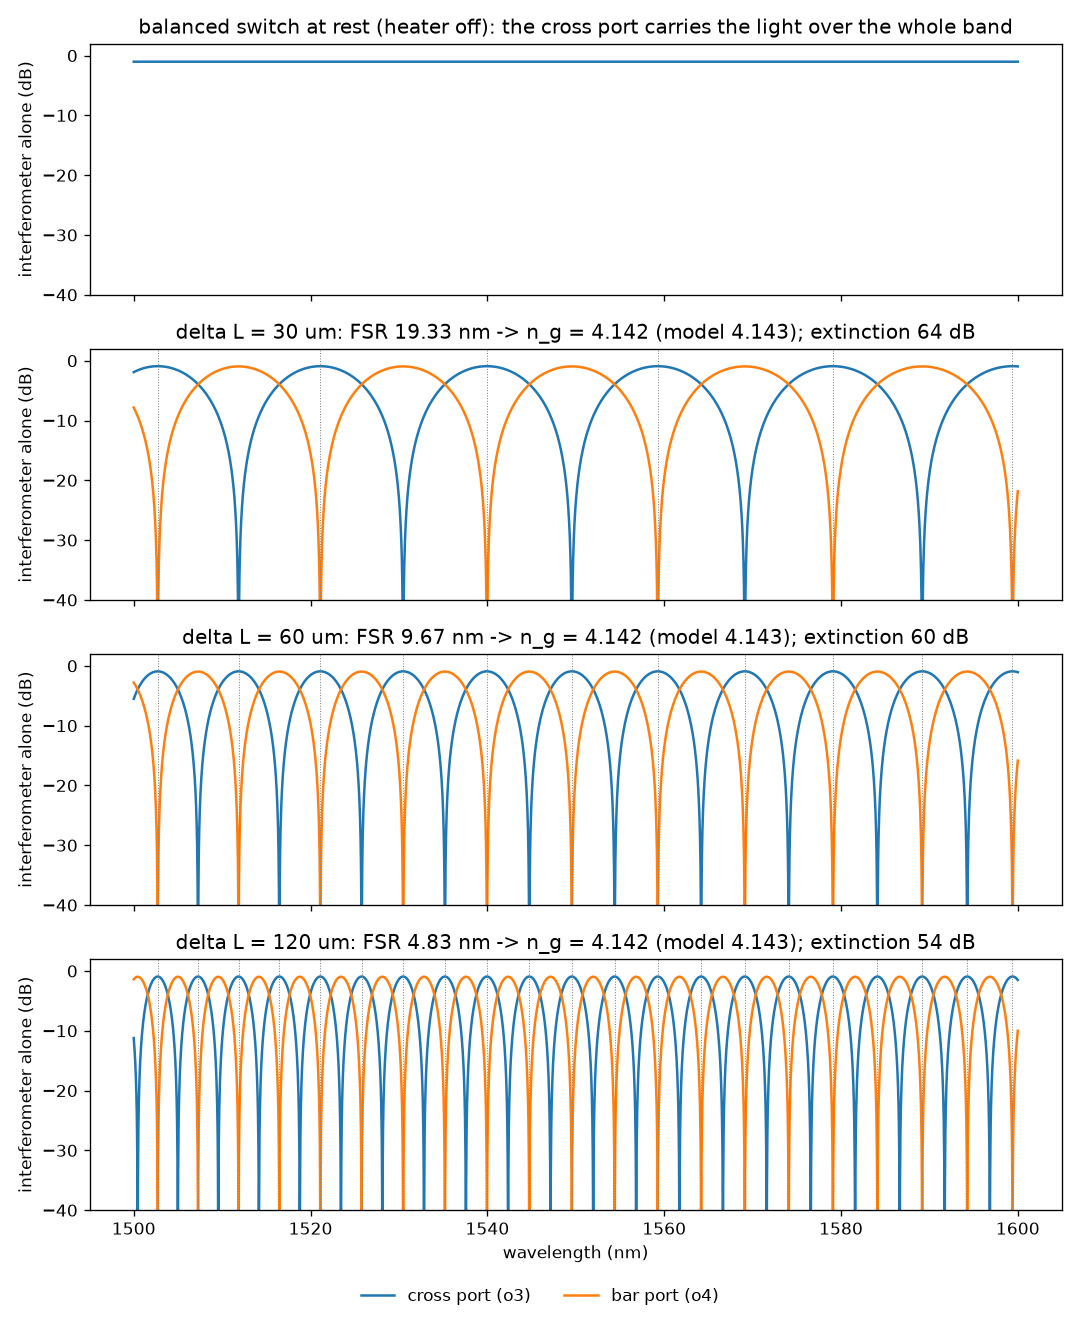 balanced switch at rest (heater off): the cross port carries the light over the whole band
interferometer alone (dB)
0
−10
−20
−30
−40
delta L = 30 um: FSR 19.33 nm -> n_g = 4.142 (model 4.143); extinction 64 dB
interferometer alone (dB)
0
−10
−20
−30
−40
delta L = 60 um: FSR 9.67 nm -> n_g = 4.142 (model 4.143); extinction 60 dB
interferometer alone (dB)
0
−10
−20
−30
−40
delta L = 120 um: FSR 4.83 nm -> n_g = 4.142 (model 4.143); extinction 54 dB
interferometer alone (dB)
0
−10
−20
−30
−40
1500 1520 1540 1560 1580 1600
wavelength (nm)
cross port (o3) bar port (o4)